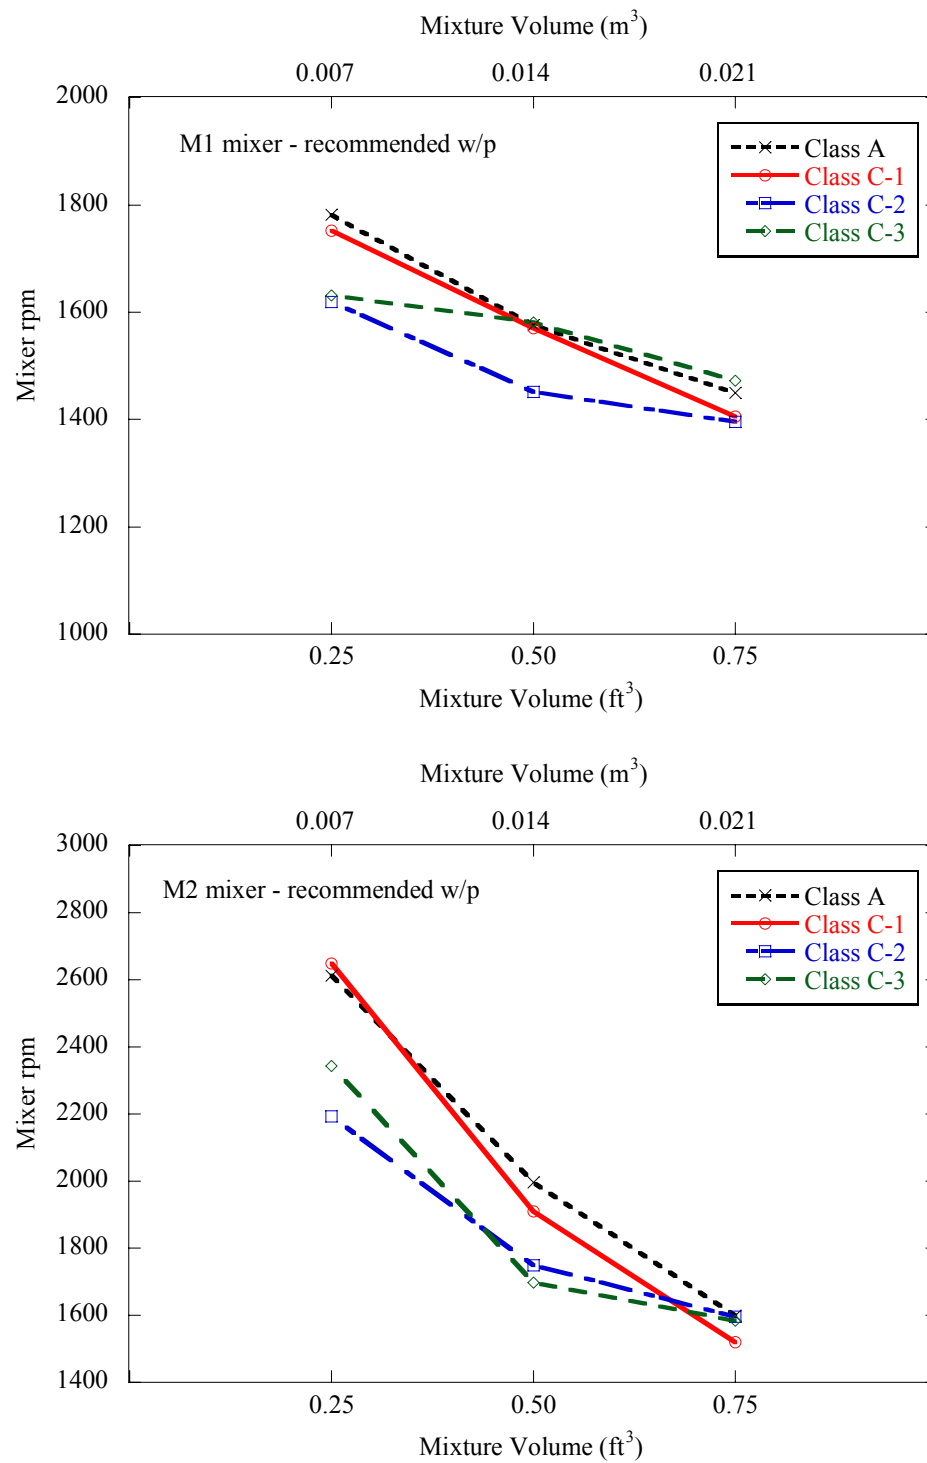 Mixture Volume (m³)
0.007 0.014 0.021
2000
1800
1600
1400
1200
1000
Mixer rpm
M1 mixer - recommended w/p
Class A
Class C-1
Class C-2
Class C-3
0.25 0.50 0.75
Mixture Volume (ft³)
Mixture Volume (m³)
0.007 0.014 0.021
3000
2800
2600
2400
2200
2000
1800
1600
1400
Mixer rpm
M2 mixer - recommended w/p
Class A
Class C-1
Class C-2
Class C-3
0.25 0.50 0.75
Mixture Volume (ft³)